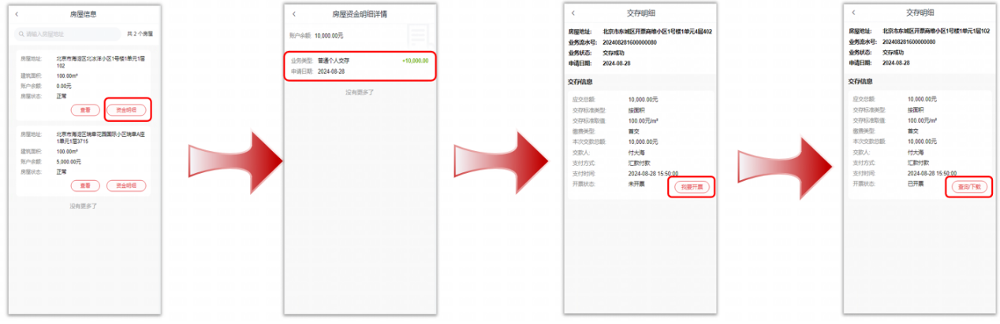 房屋信息
请输入房屋地址
共 2 个房屋
房屋地址: 北京市海淀区北冰洋小区1号楼1单元1层
102
建筑面积: 100.00m²
账户余额: 0.00元
房屋状态: 正常
查看 资金明细
房屋地址: 北京市海淀区瑞章花园国际小区瑞章A座
1单元1层3715
建筑面积: 100.00m²
账户余额: 5,000.00元
房屋状态: 正常
查看 资金明细
没有更多了
房屋资金明细详情
账户余额: 10,000.00元
业务类型: 普通个人交存 +10,000.00
申请日期: 2024-08-28
没有更多了
交存明细
房屋地址: 北京市东城区开票商维小区1号楼1单元4层402
业务流水号: 202408281600000080
业务状态: 交存成功
申请日期: 2024-08-28
交存信息
应交总额: 10,000.00元
交存标准类型: 按面积
交存标准取值: 100.00元/m²
缴费类型: 首交
本次交款总额: 10,000.00元
交款人: 付大海
支付方式: 汇款付款
支付时间: 2024-08-28 15:50:00
开票状态: 未开票
我要开票
交存明细
房屋地址: 北京市东城区开票商维小区1号楼1单元1层102
业务流水号: 202408281600000080
业务状态: 交存成功
申请日期: 2024-08-28
交存信息
应交总额: 10,000.00元
交存标准类型: 按面积
交存标准取值: 100.00元/m²
缴费类型: 首交
本次交款总额: 10,000.00元
交款人: 付大海
支付方式: 汇款付款
支付时间: 2024-08-28 15:50:00
开票状态: 已开票
查阅/下载